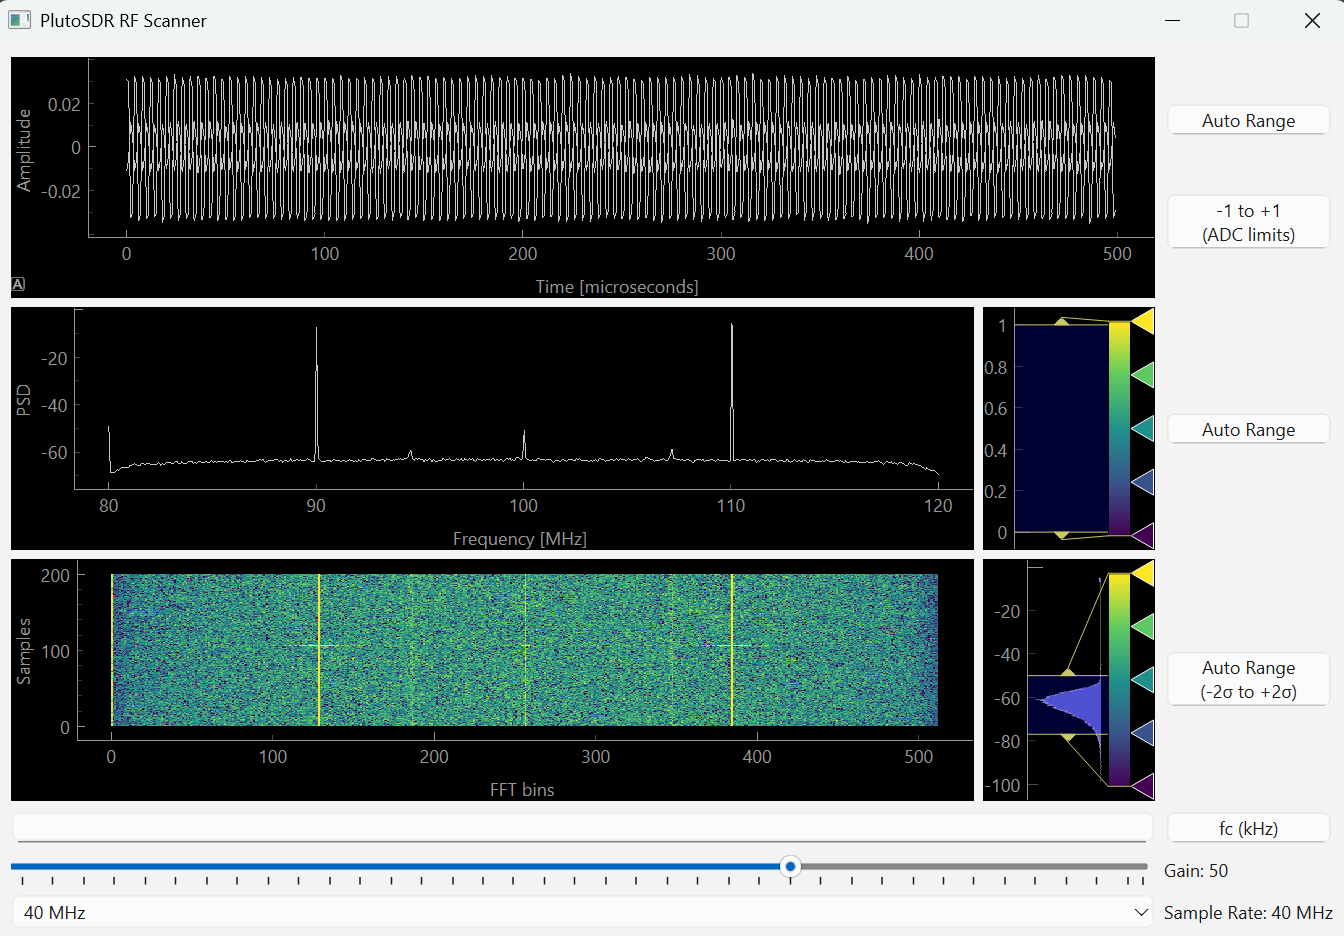 PlutoSDR RF Scanner
Amplitude
0.02
0
-0.02
0 100 200 300 400 500
Time [microseconds]
A
Auto Range
-1 to +1
(ADC limits)
PSD
-20
-40
-60
80 90 100 110 120
Frequency [MHz]
1
0.8
0.6
0.4
0.2
0
Auto Range
Samples
200
100
0
0 100 200 300 400 500
FFT bins
-20
-40
-60
-80
-100
Auto Range
(-2σ to +2σ)
fc (kHz)
Gain: 50
40 MHz
Sample Rate: 40 MHz